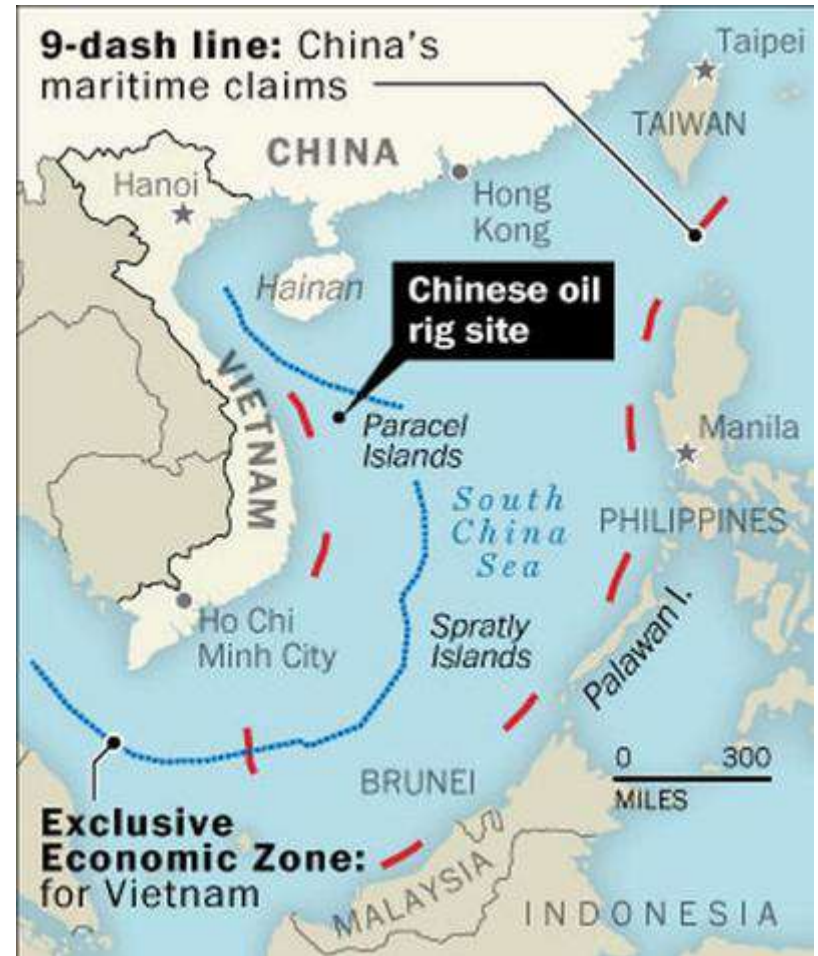 9-dash line: China's
maritime claims
Taipei
TAIWAN
CHINA
Hanoi
Hong
Kong
Hainan
Chinese oil
rig site
VIETNAM
Paracel
Islands
Manila
South
China
Sea
PHILIPPINES
Ho Chi
Minh City
Spratly
Islands
Palawan I.
0 300
MILES
BRUNEI
Exclusive
Economic Zone:
for Vietnam
MALAYSIA
INDONESIA